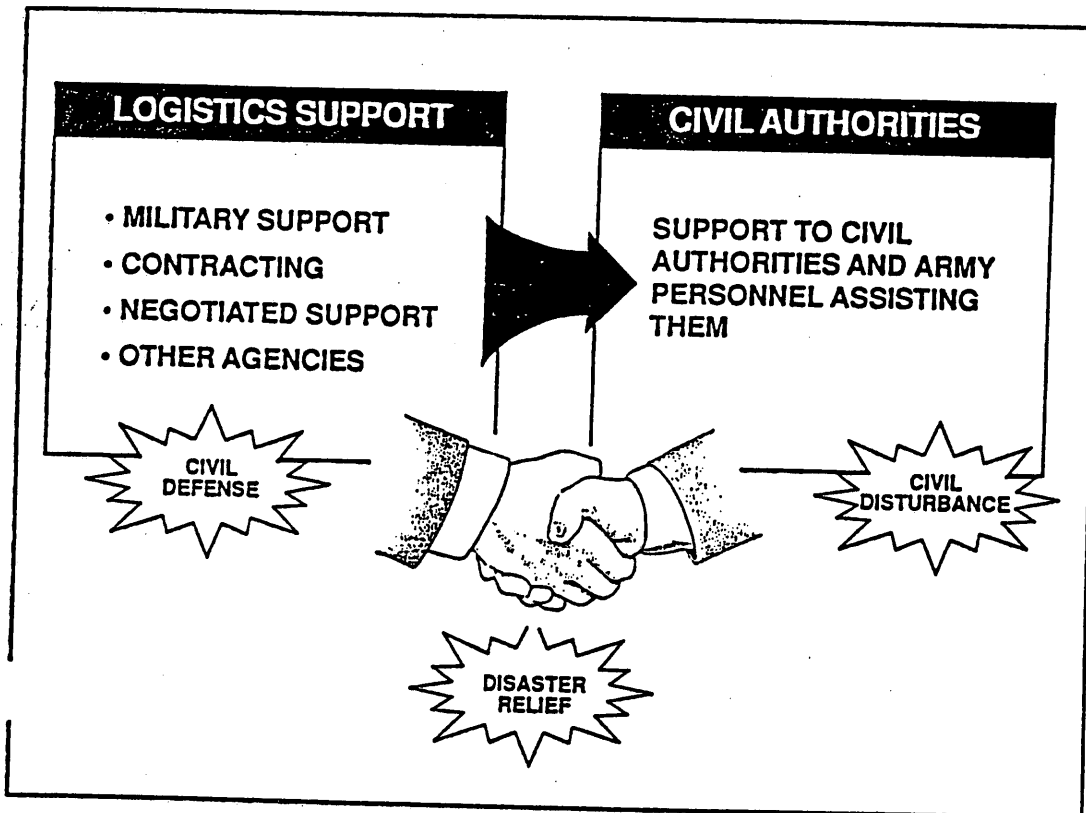 LOGISTICS SUPPORT
• MILITARY SUPPORT
• CONTRACTING
• NEGOTIATED SUPPORT
• OTHER AGENCIES
CIVIL AUTHORITIES
SUPPORT TO CIVIL
AUTHORITIES AND ARMY
PERSONNEL ASSISTING
THEM
CIVIL
DEFENSE
CIVIL
DISTURBANCE
DISASTER
RELIEF